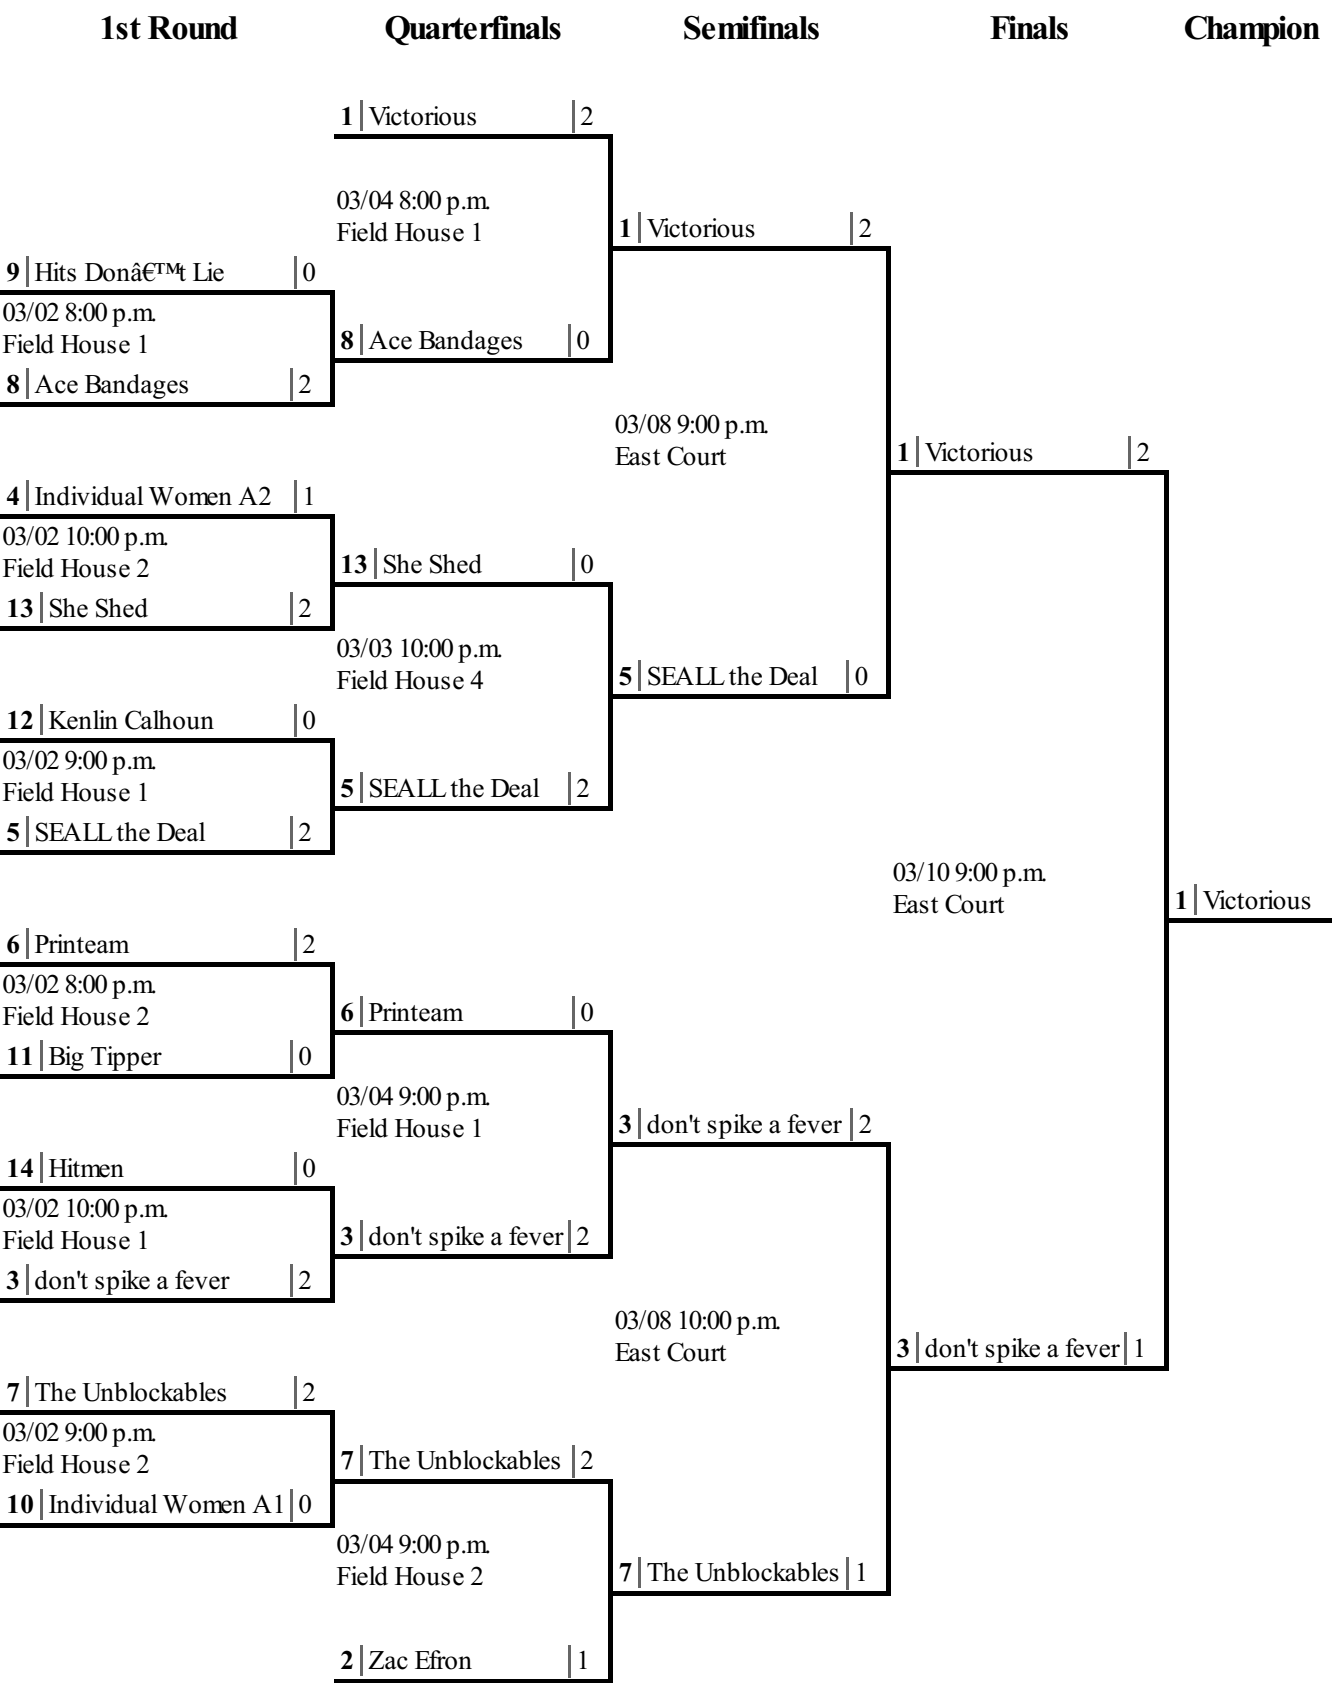 1st Round Quarterfinals Semifinals Finals Champion
1 Victorious 2
03/04 8:00 p.m.
Field House 1
1 Victorious 2
9 Hits Donâ€™t Lie 0
03/02 8:00 p.m.
Field House 1
8 Ace Bandages 0
8 Ace Bandages 2
03/08 9:00 p.m.
East Court
1 Victorious 2
4 Individual Women A2 1
03/02 10:00 p.m.
Field House 2
13 She Shed 0
13 She Shed 2
03/03 10:00 p.m.
Field House 4
5 SEALL the Deal 0
12 Kenlin Calhoun 0
03/02 9:00 p.m.
Field House 1
5 SEALL the Deal 2
5 SEALL the Deal 2
03/10 9:00 p.m.
East Court
1 Victorious
6 Printeam 2
03/02 8:00 p.m.
Field House 2
6 Printeam 0
11 Big Tipper 0
03/04 9:00 p.m.
Field House 1
3 don't spike a fever 2
14 Hitmen 0
03/02 10:00 p.m.
Field House 1
3 don't spike a fever 2
3 don't spike a fever 2
03/08 10:00 p.m.
East Court
3 don't spike a fever 1
7 The Unblockables 2
03/02 9:00 p.m.
Field House 2
7 The Unblockables 2
10 Individual Women A1 0
03/04 9:00 p.m.
Field House 2
7 The Unblockables 1
2 Zac Efron 1